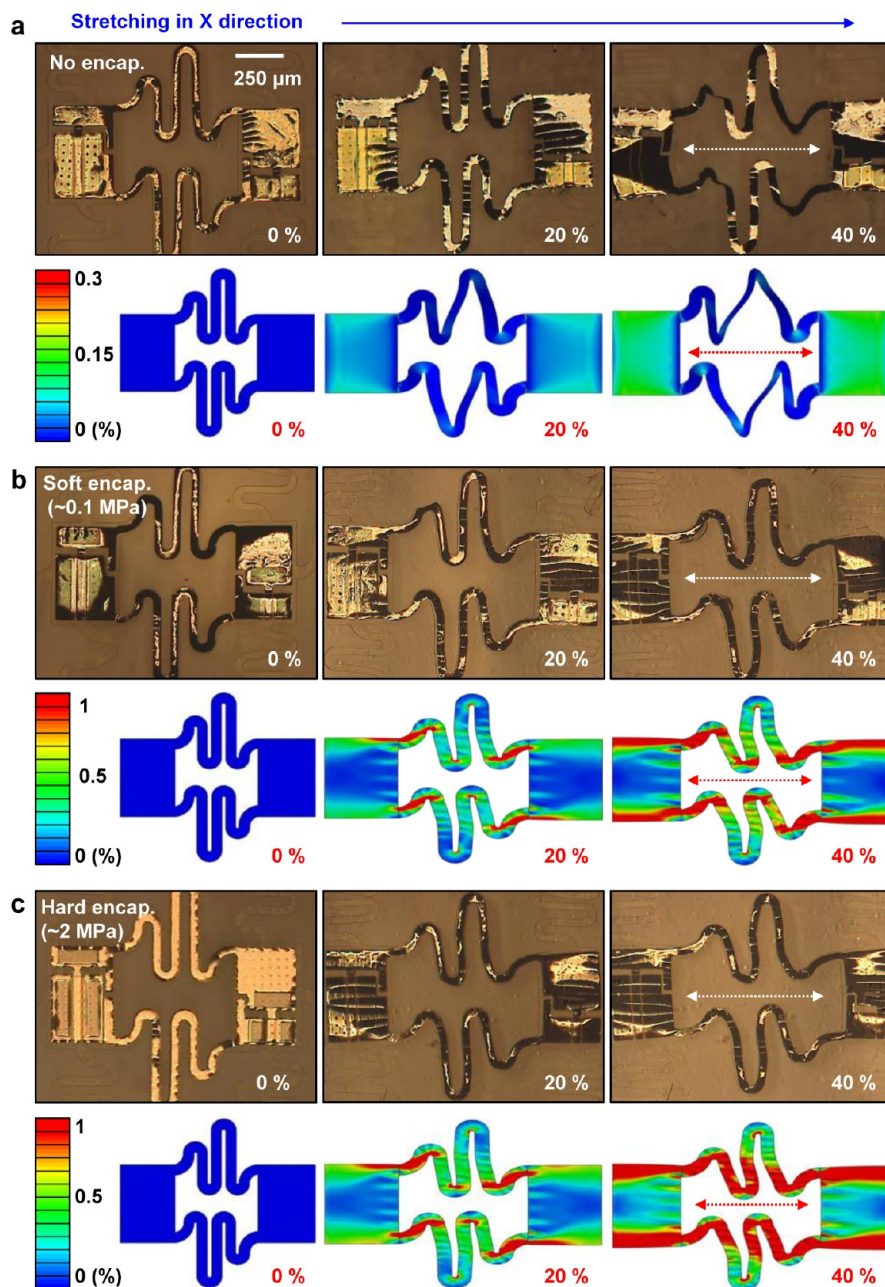 Stretching in X direction
a
No encap.
250 µm
0 %
20 %
40 %
0.3
0.15
0 (%)
0 %
20 %
40 %
b
Soft encap.
(~0.1 MPa)
0 %
20 %
40 %
1
0.5
0 (%)
0 %
20 %
40 %
c
Hard encap.
(~2 MPa)
0 %
20 %
40 %
1
0.5
0 (%)
0 %
20 %
40 %